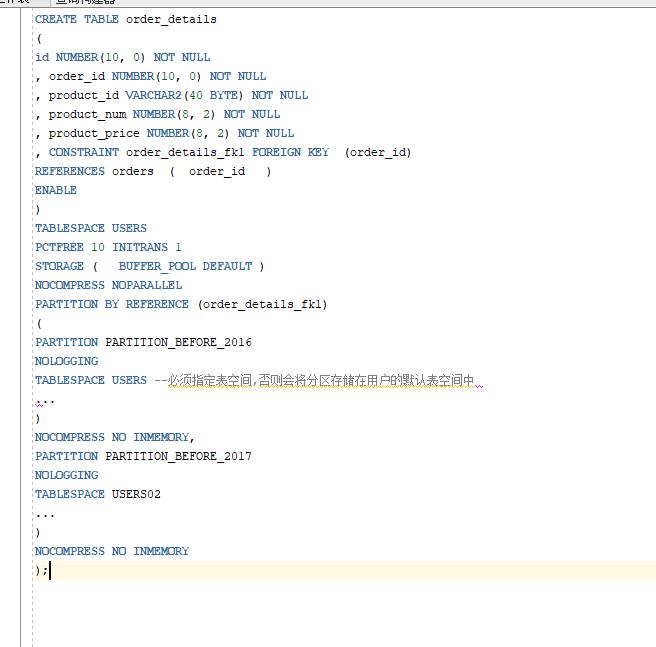 查询构建器
CREATE TABLE order_details
(
id NUMBER(10, 0) NOT NULL
, order_id NUMBER(10, 0) NOT NULL
, product_id VARCHAR2(40 BYTE) NOT NULL
, product_num NUMBER(8, 2) NOT NULL
, product_price NUMBER(8, 2) NOT NULL
, CONSTRAINT order_details_fk1 FOREIGN KEY  (order_id)
REFERENCES orders  (  order_id   )
ENABLE
)
TABLESPACE USERS
PCTFREE 10 INITRANS 1
STORAGE (   BUFFER_POOL DEFAULT )
NOCOMPRESS NOPARALLEL
PARTITION BY REFERENCE (order_details_fk1)
(
PARTITION PARTITION_BEFORE_2016
NOLOGGING
TABLESPACE USERS --必须指定表空间,否则会将分区存储在用户的默认表空间中
...
)
NOCOMPRESS NO INMEMORY,
PARTITION PARTITION_BEFORE_2017
NOLOGGING
TABLESPACE USERS02
...
)
NOCOMPRESS NO INMEMORY
);